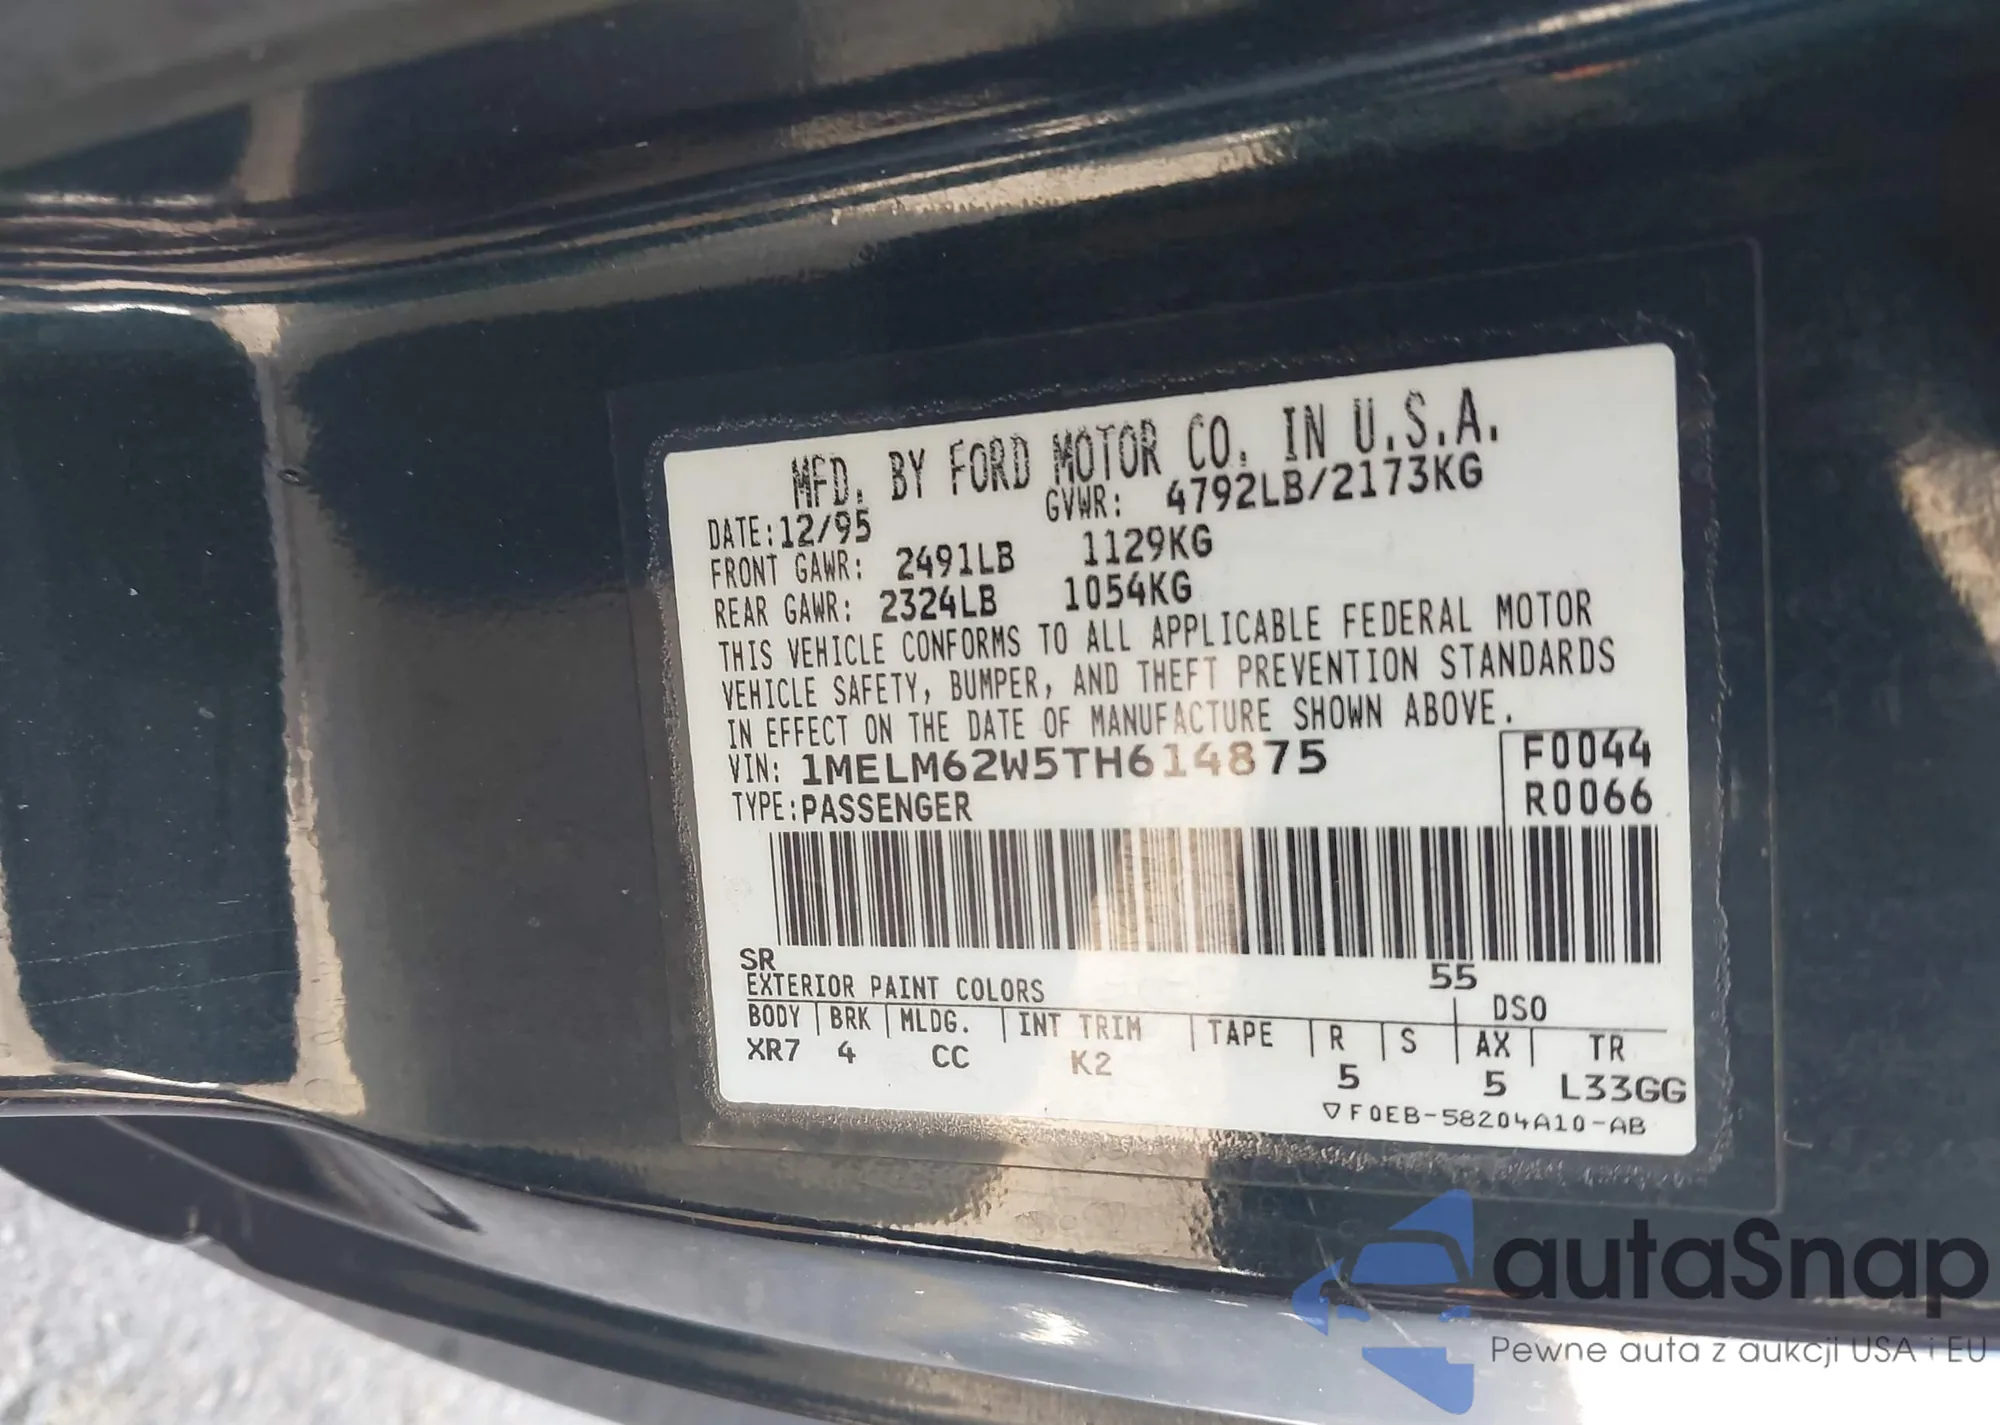 MFD. BY FORD MOTOR CO. IN U.S.A.
DATE: 12/95 GVWR: 4792LB/2173KG
FRONT GAWR: 2491LB 1129KG
REAR GAWR: 2324LB 1054KG
THIS VEHICLE CONFORMS TO ALL APPLICABLE FEDERAL MOTOR
VEHICLE SAFETY, BUMPER, AND THEFT PREVENTION STANDARDS
IN EFFECT ON THE DATE OF MANUFACTURE SHOWN ABOVE.
VIN: 1MELM62W5TH614875 F0044
TYPE: PASSENGER R0066
SR 55
EXTERIOR PAINT COLORS DSO
BODY BRK MLDG. INT TRIM TAPE R S AX TR
XR7 4 CC K2 5 5 L33GG
▽F0EB-58204A10-AB
autaSnap
Pewne auta z aukcji USA i EU